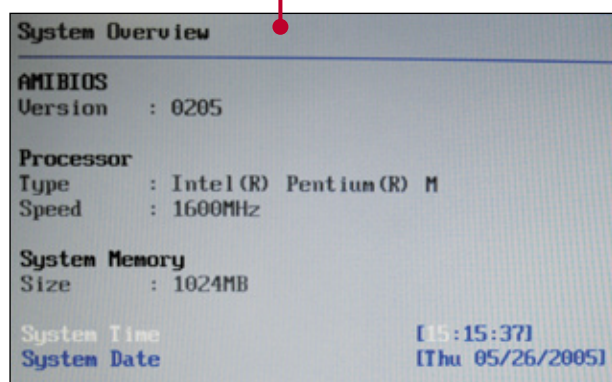 System Overview
AMIBIOS
Version : 0205
Processor
Type : Intel(R) Pentium(R) M
Speed : 1600MHz
System Memory
Size : 1024MB
System Time [15:15:37]
System Date [Thu 05/26/2005]